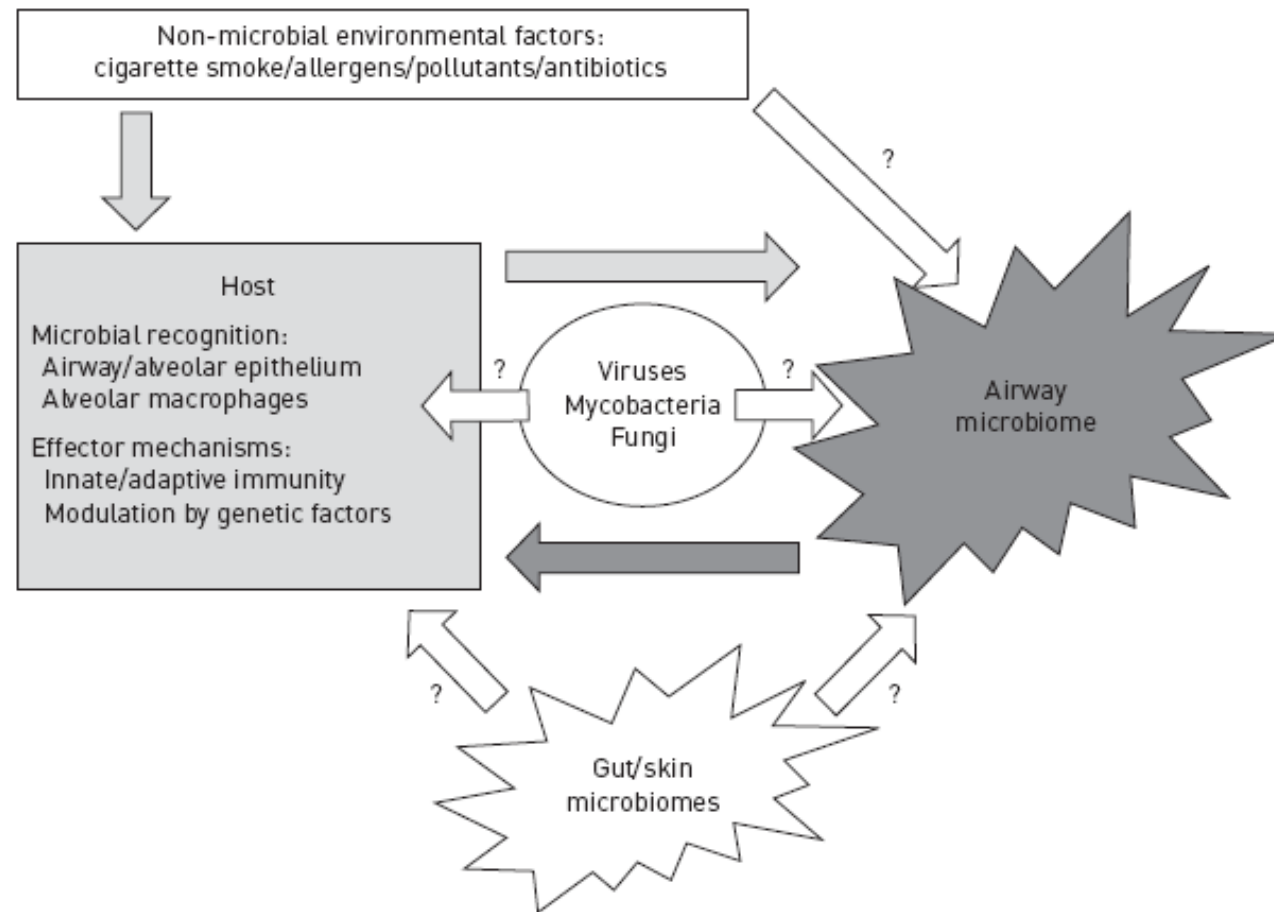 Non-microbial environmental factors:
cigarette smoke/allergens/pollutants/antibiotics
?
Host
Microbial recognition:
Airway/alveolar epithelium
Alveolar macrophages
Effector mechanisms:
Innate/adaptive immunity
Modulation by genetic factors
?
Viruses
Mycobacteria
Fungi
?
Airway
microbiome
?
?
Gut/skin
microbiomes